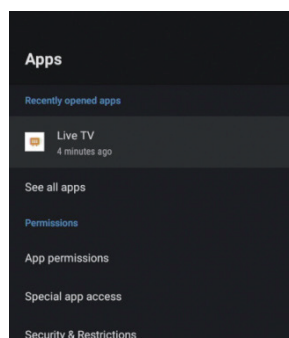 Apps
Recently opened apps
Live TV
4 minutes ago
See all apps
Permissions
App permissions
Special app access
Security & Restrictions